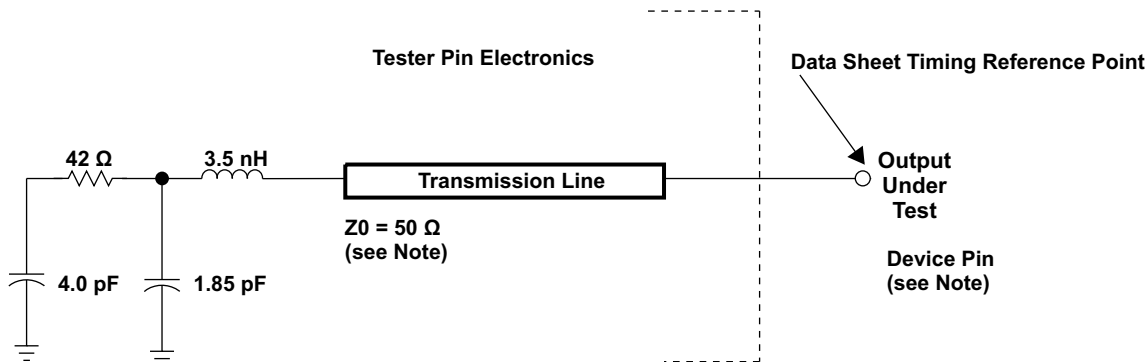 Tester Pin Electronics
Data Sheet Timing Reference Point
42 Ω
3.5 nH
Transmission Line
Output
Under
Test
Z0 = 50 Ω
(see Note)
Device Pin
(see Note)
4.0 pF
1.85 pF